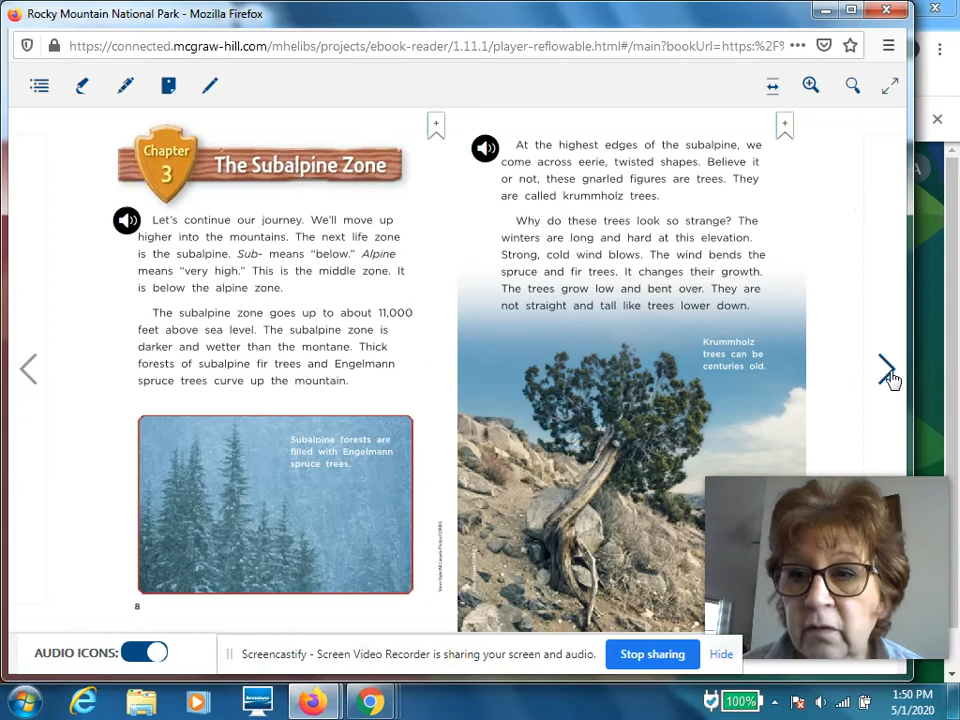 Rocky Mountain National Park - Mozilla Firefox
https://connected.mcgraw-hill.com/mhelibs/projects/ebook-reader/1.11.1/player-reflowable.html#/main?bookUrl=https:%2F%
Chapter
3
The Subalpine Zone
Let's continue our journey. We'll move up
higher into the mountains. The next life zone
is the subalpine. Sub- means "below." Alpine
means "very high." This is the middle zone. It
is below the alpine zone.
The subalpine zone goes up to about 11,000
feet above sea level. The subalpine zone is
darker and wetter than the montane. Thick
forests of subalpine fir trees and Engelmann
spruce trees curve up the mountain.
Subalpine forests are
filled with Engelmann
spruce trees.
8
At the highest edges of the subalpine, we
come across eerie, twisted shapes. Believe it
or not, these gnarled figures are trees. They
are called krummholz trees.
Why do these trees look so strange? The
winters are long and hard at this elevation.
Strong, cold wind blows. The wind bends the
spruce and fir trees. It changes their growth.
The trees grow low and bent over. They are
not straight and tall like trees lower down.
Krummholz
trees can be
centuries old.
AUDIO ICONS:
Screencastify - Screen Video Recorder is sharing your screen and audio.
Stop sharing
Hide
100%
1:50 PM
5/1/2020